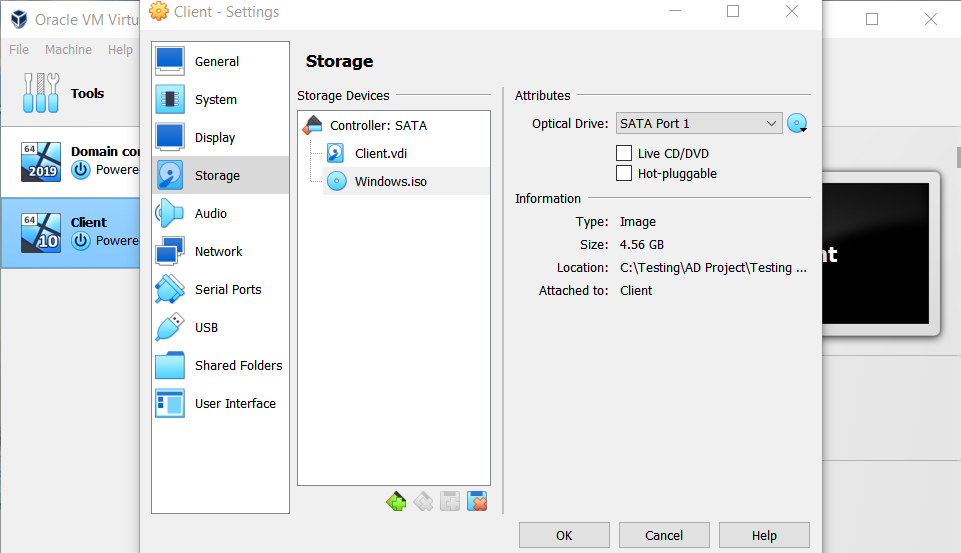 Oracle VM Virtu
File Machine Help
Tools
64
2019
Domain cor
Powere
64
10
Client
Powere
Client - Settings
General
System
Display
Storage
Audio
Network
Serial Ports
USB
Shared Folders
User Interface
Storage
Storage Devices
Controller: SATA
Client.vdi
Windows.iso
Attributes
Optical Drive: SATA Port 1
Live CD/DVD
Hot-pluggable
Information
Type: Image
Size: 4.56 GB
Location: C:\Testing\AD Project\Testing ...
Attached to: Client
OK Cancel Help
nt